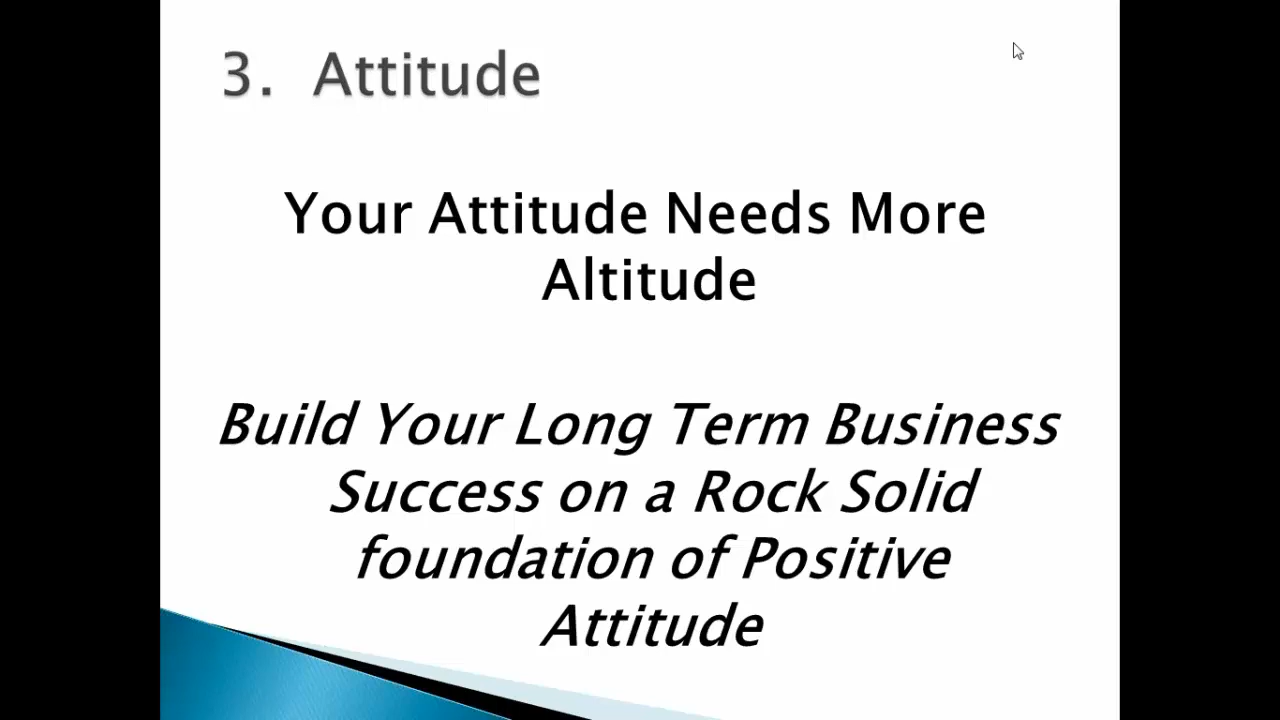 3. Attitude
Your Attitude Needs More
Altitude
Build Your Long Term Business
Success on a Rock Solid
foundation of Positive
Attitude